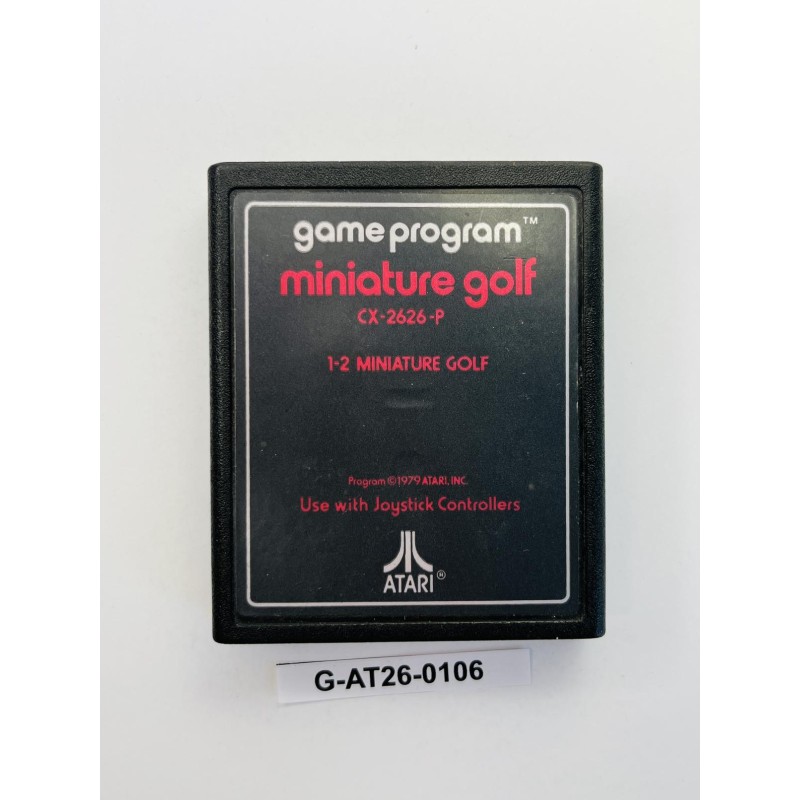 game program™
miniature golf
CX-2626-P
1-2 MINIATURE GOLF
Program ©1979 ATARI, INC.
Use with Joystick Controllers
ATARI®
G-AT26-0106